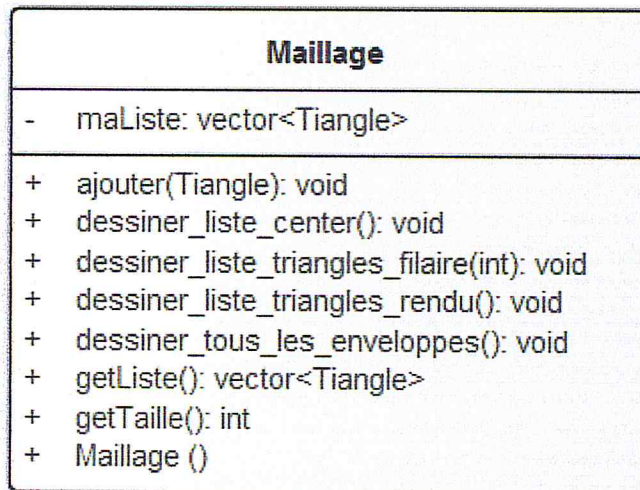 Maillage
- maListe: vector<Tiangle>
+ ajouter(Tiangle): void
+ dessiner_liste_center(): void
+ dessiner_liste_triangles_filaire(int): void
+ dessiner_liste_triangles_rendu(): void
+ dessiner_tous_les_enveloppes(): void
+ getListe(): vector<Tiangle>
+ getTaille(): int
+ Maillage ()